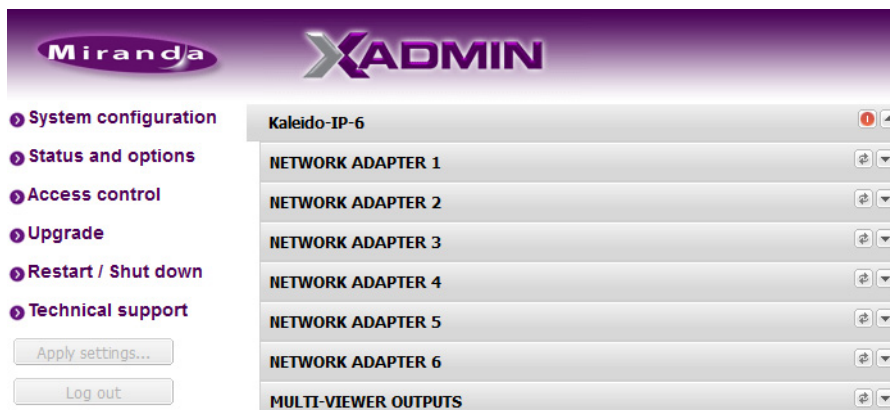 Miranda
XADMIN
System configuration
Status and options
Access control
Upgrade
Restart / Shut down
Technical support
Apply settings...
Log out
Kaleido-IP-6
NETWORK ADAPTER 1
NETWORK ADAPTER 2
NETWORK ADAPTER 3
NETWORK ADAPTER 4
NETWORK ADAPTER 5
NETWORK ADAPTER 6
MULTI-VIEWER OUTPUTS